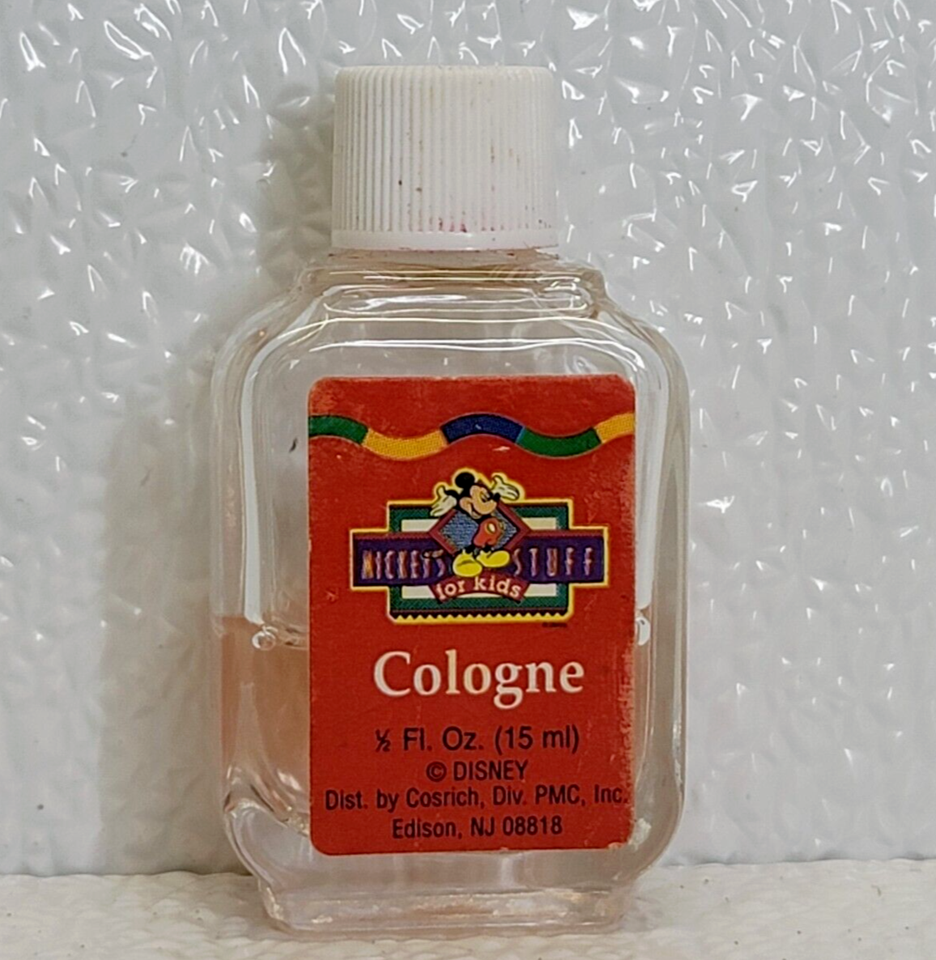 MICKEY'S STUFF
for kids
Cologne
½ Fl. Oz. (15 ml)
© DISNEY
Dist. by Cosrich, Div. PMC, Inc.
Edison, NJ 08818